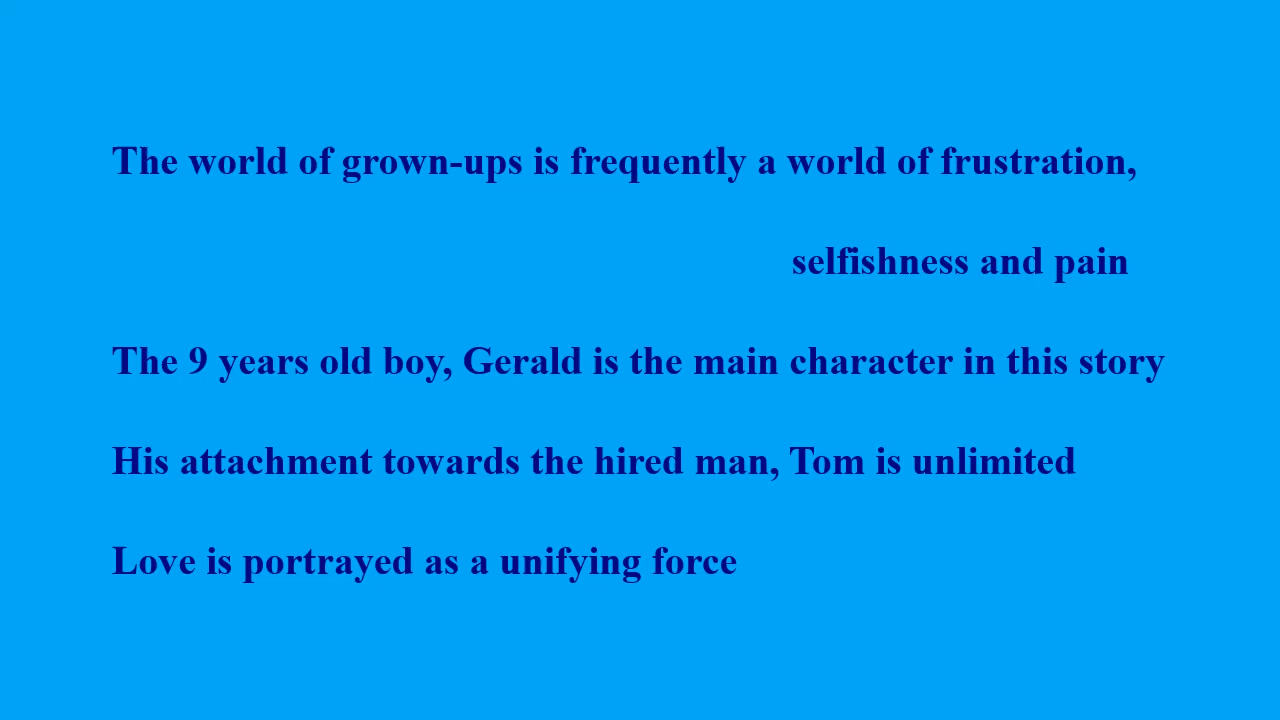 The world of grown-ups is frequently a world of frustration,
selfishness and pain
The 9 years old boy, Gerald is the main character in this story
His attachment towards the hired man, Tom is unlimited
Love is portrayed as a unifying force